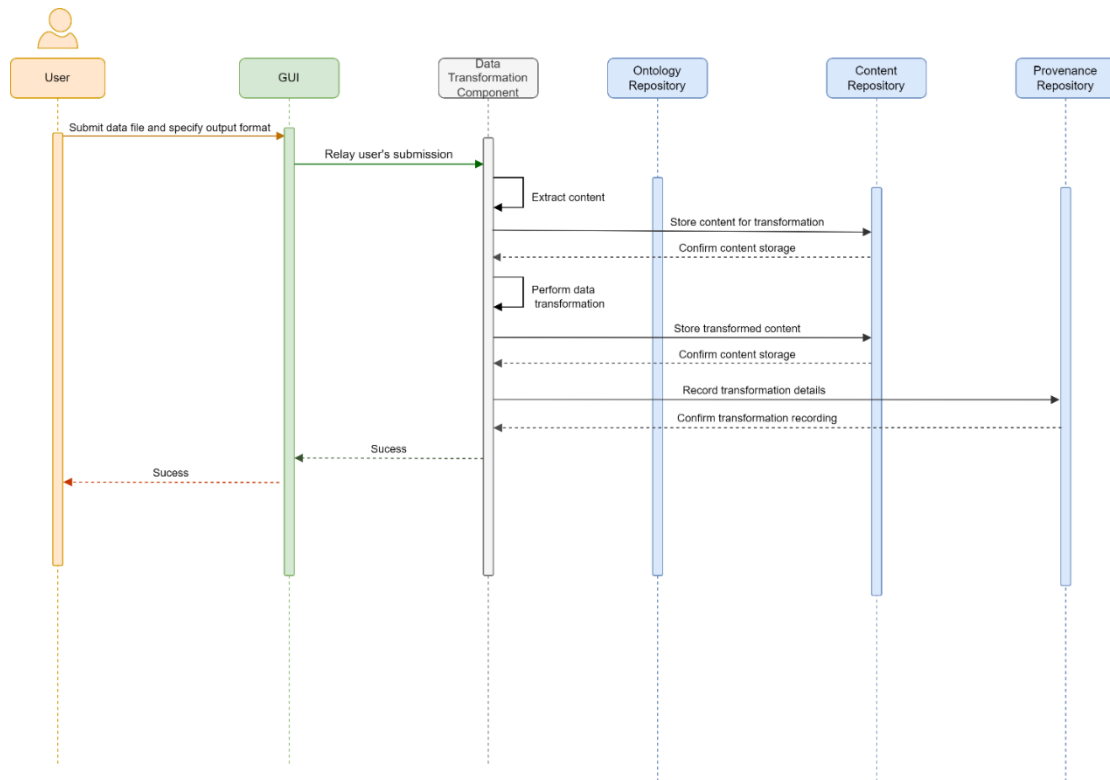 User
GUI
Data
Transformation
Component
Ontology
Repository
Content
Repository
Provenance
Repository
Submit data file and specify output format
Relay user's submission
Extract content
Store content for transformation
Confirm content storage
Perform data
transformation
Store transformed content
Confirm content storage
Record transformation details
Confirm transformation recording
Sucess
Sucess